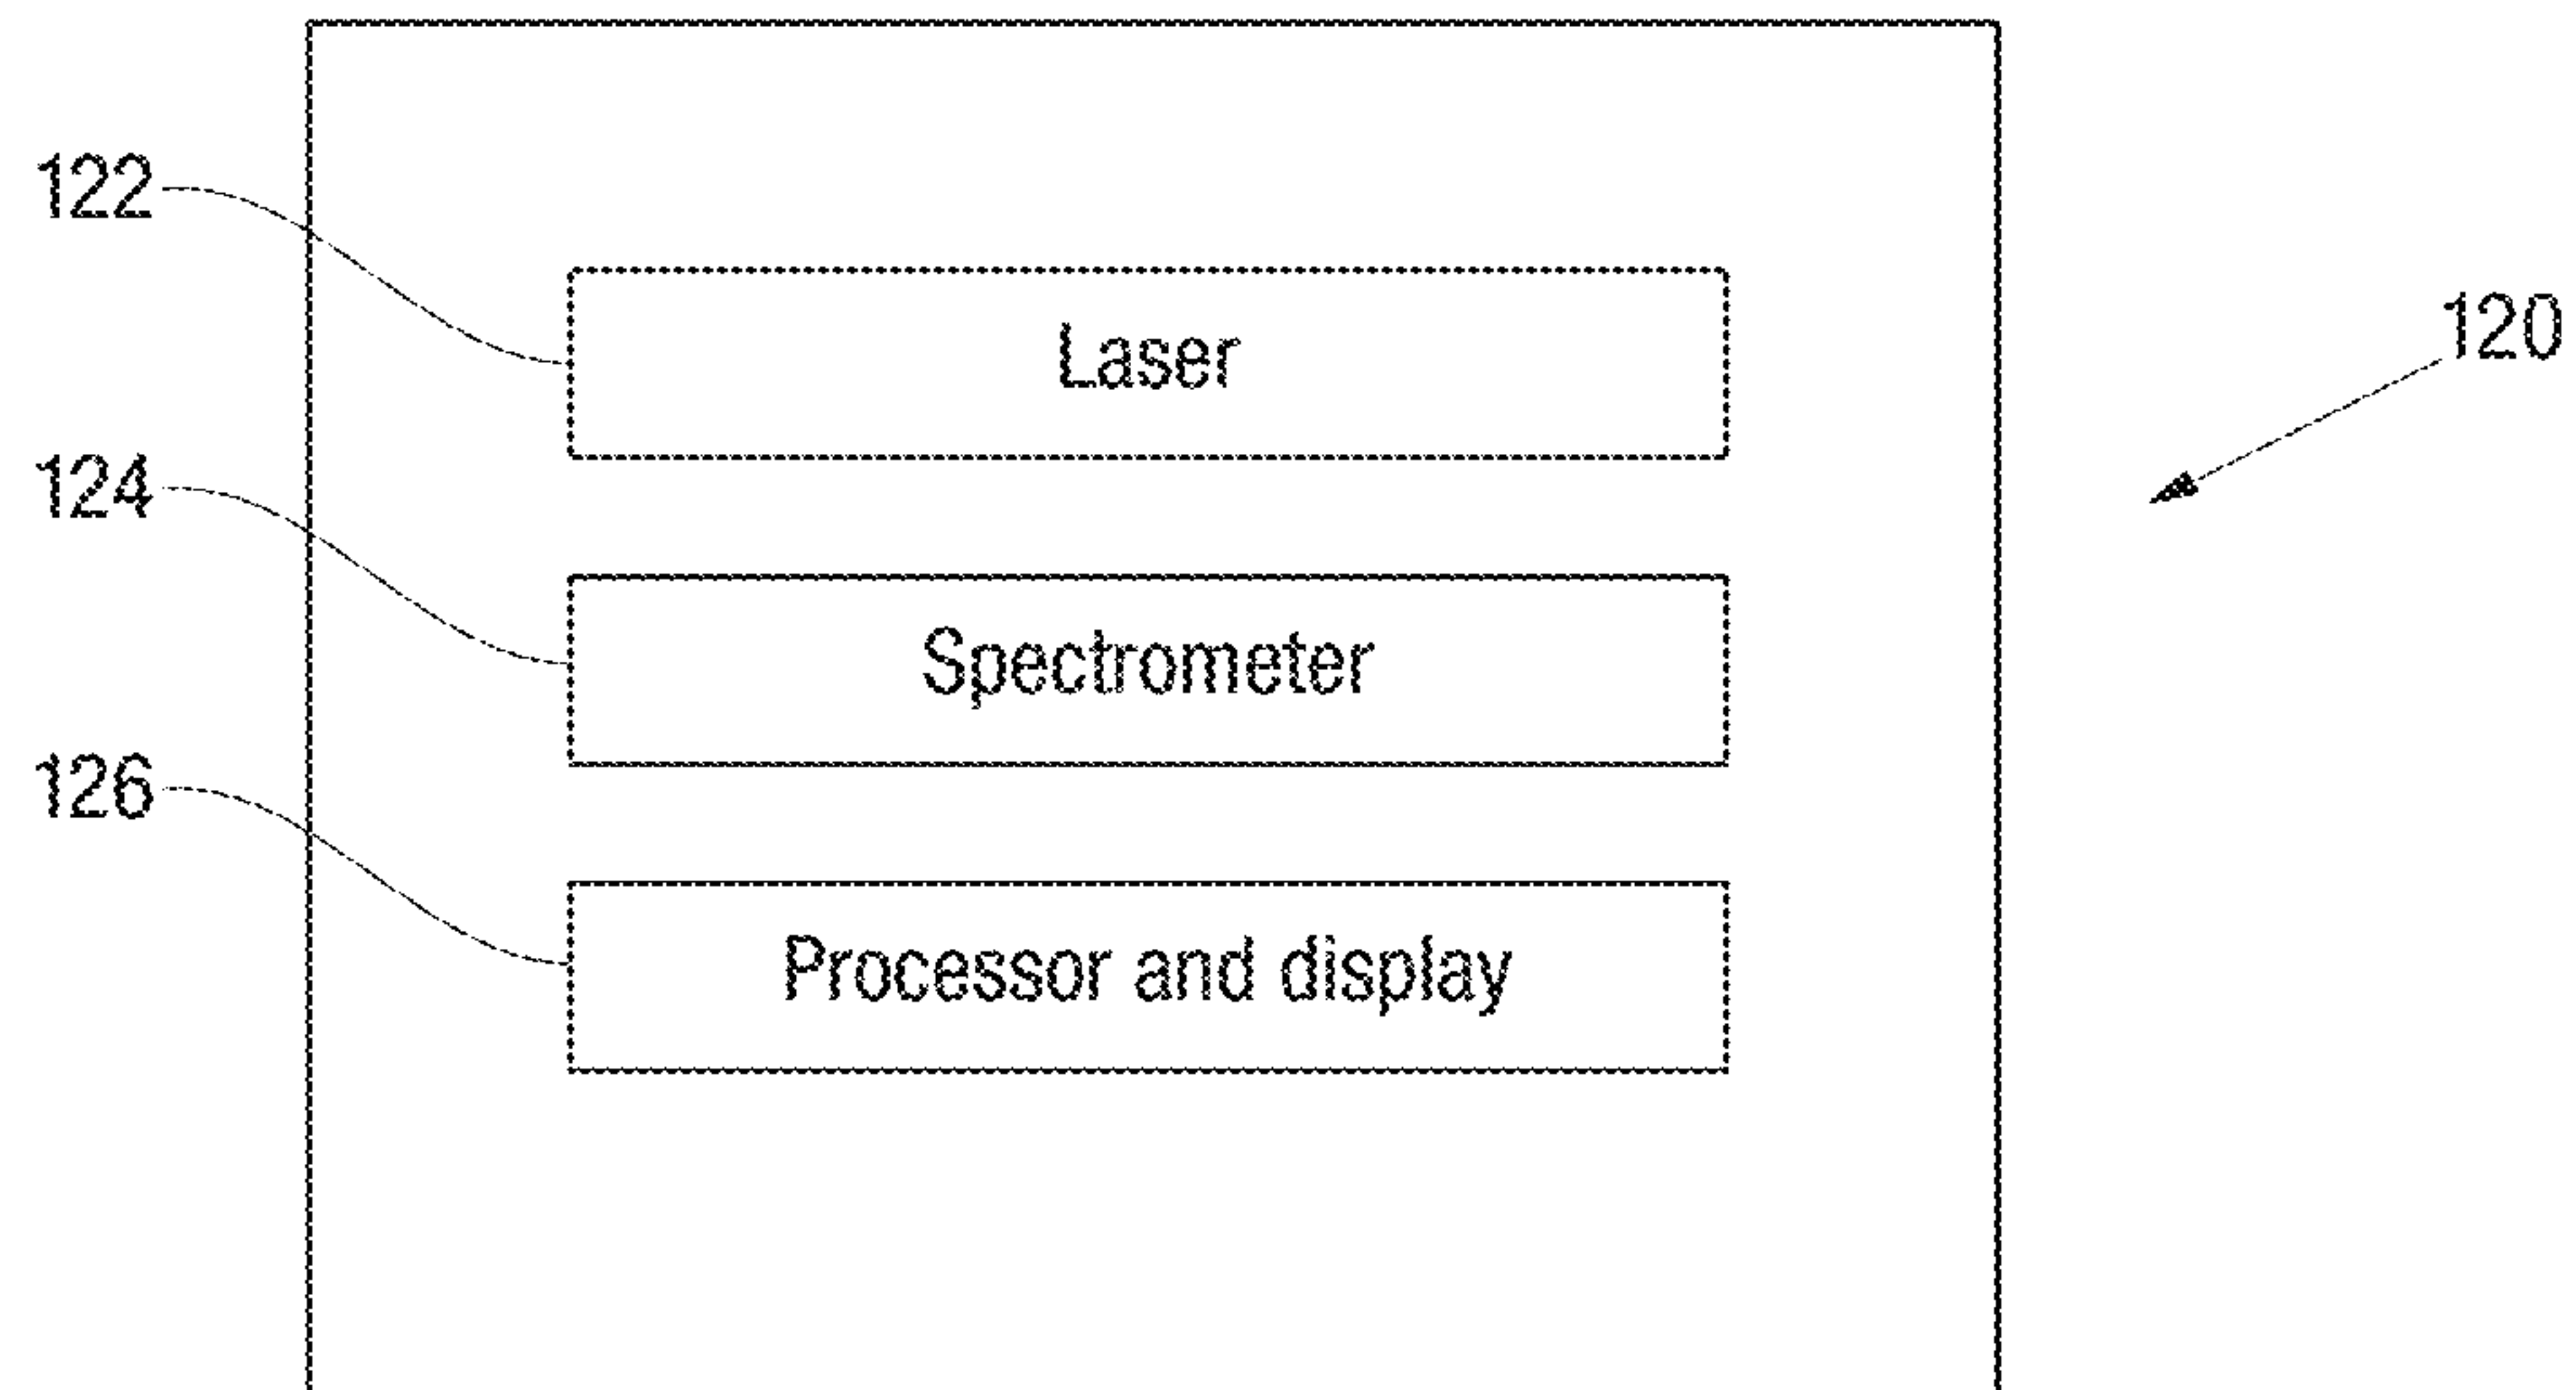 122
Laser
120
124
Spectrometer
126
Processor and display